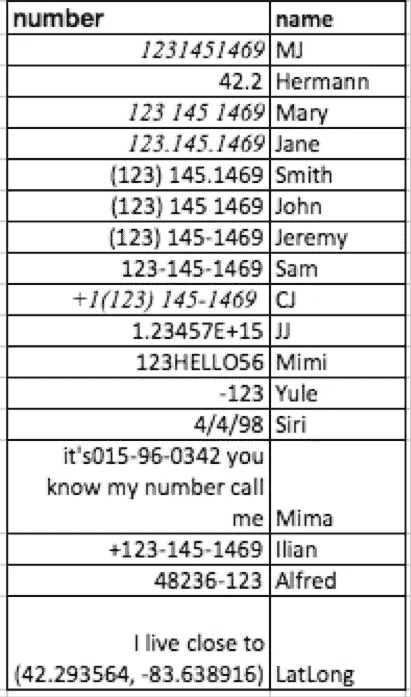 number name
1231451469 MJ
42.2 Hermann
123 145 1469 Mary
123.145.1469 Jane
(123) 145.1469 Smith
(123) 145 1469 John
(123) 145-1469 Jeremy
123-145-1469 Sam
+1(123) 145-1469 CJ
1.23457E+15 JJ
123HELLO56 Mimi
-123 Yule
4/4/98 Siri
it's015-96-0342 you
know my number call
me Mima
+123-145-1469 Ilian
48236-123 Alfred
I live close to
(42.293564, -83.638916) LatLong